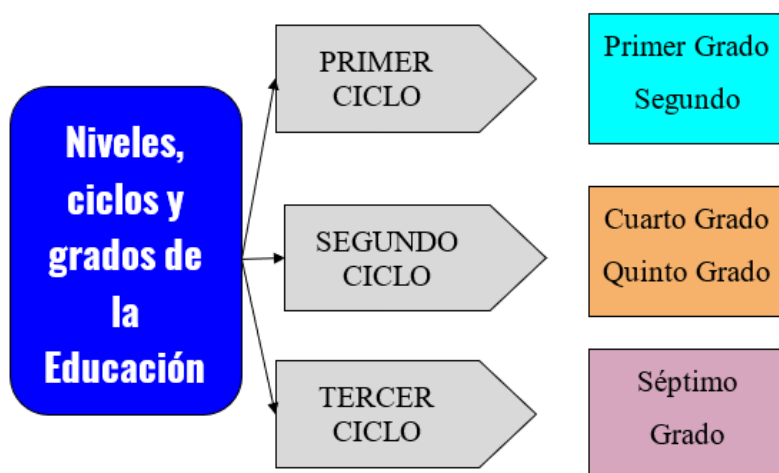 Niveles,
ciclos y
grados de
la
Educación
PRIMER
CICLO
Primer Grado
Segundo
SEGUNDO
CICLO
Cuarto Grado
Quinto Grado
TERCER
CICLO
Séptimo
Grado